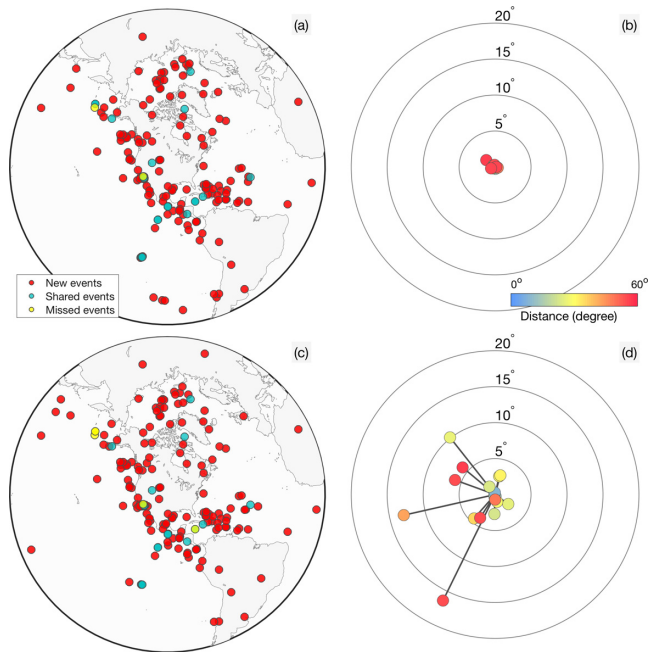 (a)
(b)
20°
15°
10°
5°
New events
Shared events
Missed events
0°
60°
Distance (degree)
(c)
(d)
20°
15°
10°
5°